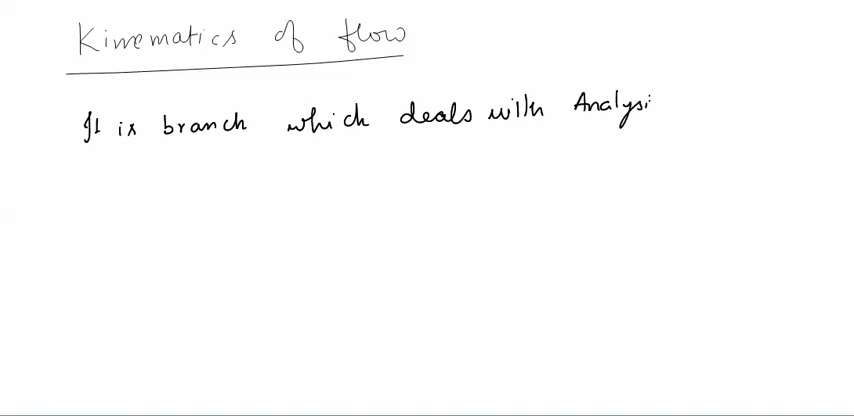 Kinematics of flow
It is branch which deals with Analysi